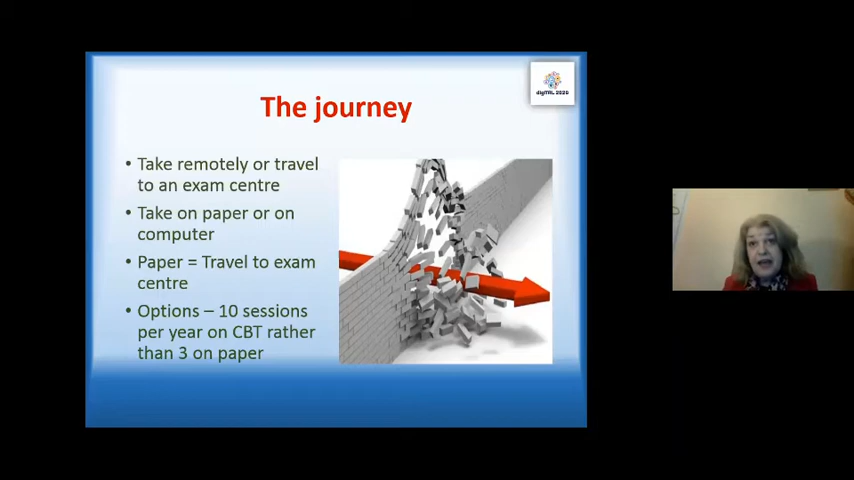 digiTAL 2020
The journey
• Take remotely or travel
to an exam centre
• Take on paper or on
computer
• Paper = Travel to exam
centre
• Options – 10 sessions
per year on CBT rather
than 3 on paper